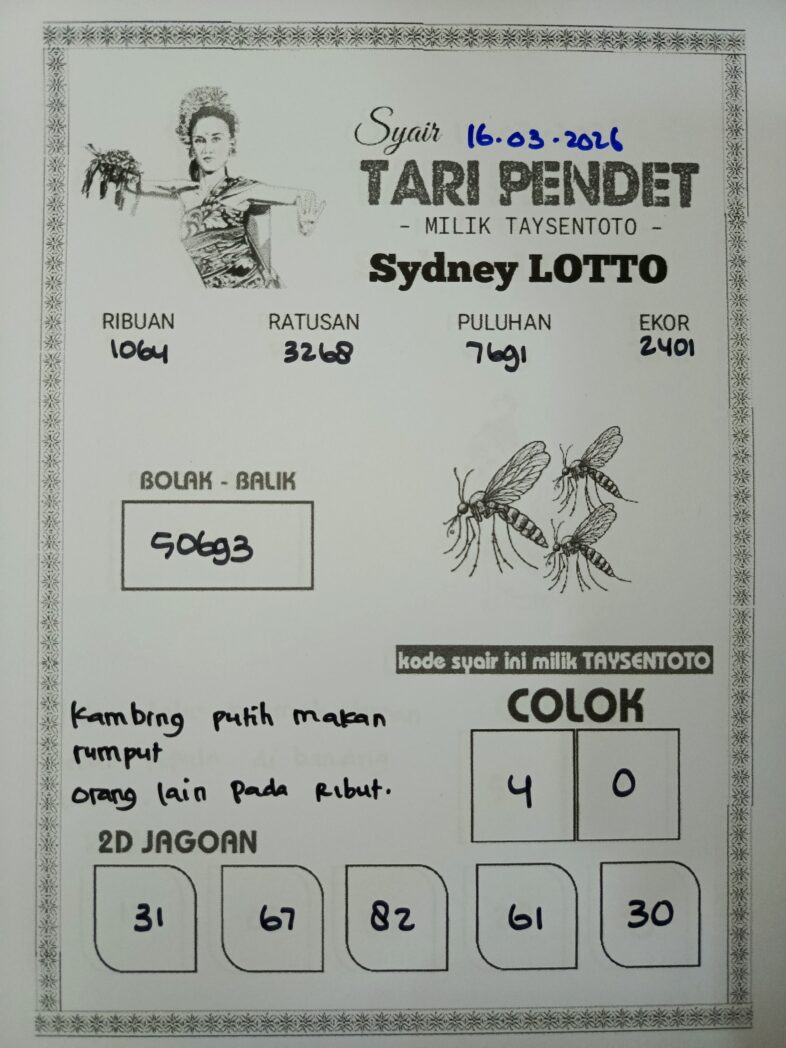 Syair 16.03.2026
TARI PENDET
- MILIK TAYSENTOTO -
Sydney LOTTO
RIBUAN RATUSAN PULUHAN EKOR
1064 3268 7691 2401
BOLAK - BALIK
50693
kode syair ini milik TAYSENTOTO
Kambing putih makan
rumput
orang lain pada Ribut.
COLOK
4 0
2D JAGOAN
31 67 82 61 30